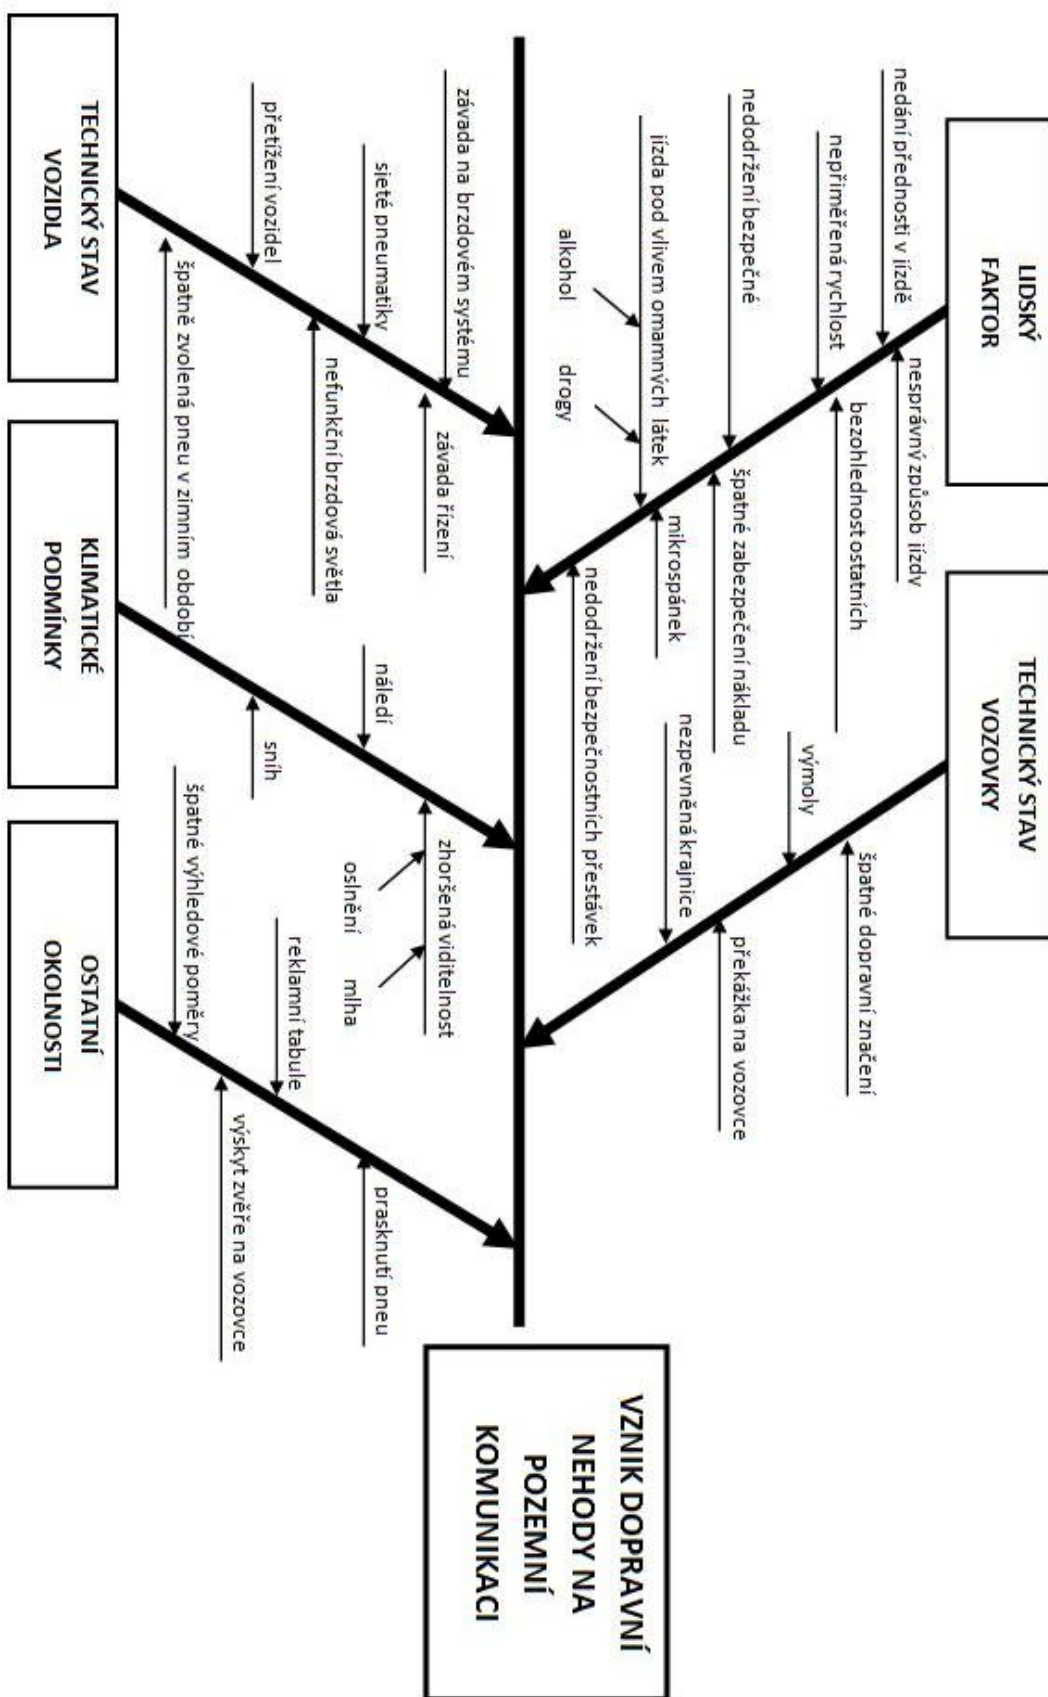 LIDSKÝ
FAKTOR
nedání přednosti v jízdě
nesprávný způsob jízdy
nepřiměřená rychlost
bezohlednost ostatních
nedodržení bezpečné
špatné zabezpečení nákladu
jízda pod vlivem omamných látek
alkohol
drogy
mikrospánek
nedodržení bezpečnostních přestávek
TECHNICKÝ STAV
VOZOVKY
špatné dopravní značení
výmoly
překážka na vozovce
nezpevněná krajnice
VZNIK DOPRAVNÍ
NEHODY NA
POZEMNÍ
KOMUNIKACI
závada na brzdovém systému
závada řízení
sjeté pneumatiky
nefunkční brzdová světla
přetížení vozidel
špatně zvolená pneu v zimním období
TECHNICKÝ STAV
VOZIDLA
zhoršená viditelnost
oslnění
mlha
náledí
sníh
KLIMATICKÉ
PODMÍNKY
prasknutí pneu
reklamní tabule
výskyt zvěře na vozovce
špatné výhledové poměry
OSTATNÍ
OKOLNOSTI